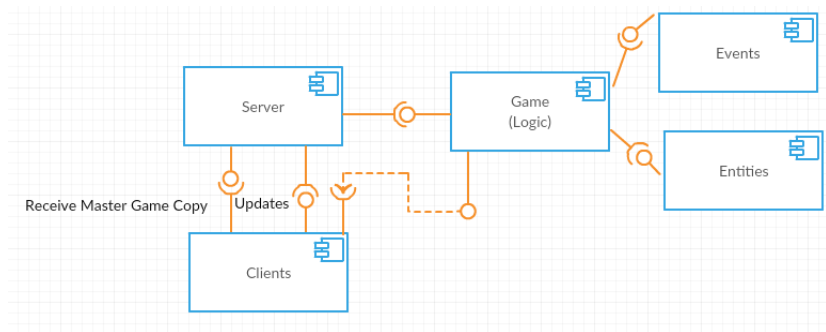 Events
Server
Game
(Logic)
Entities
Receive Master Game Copy
Updates
Clients